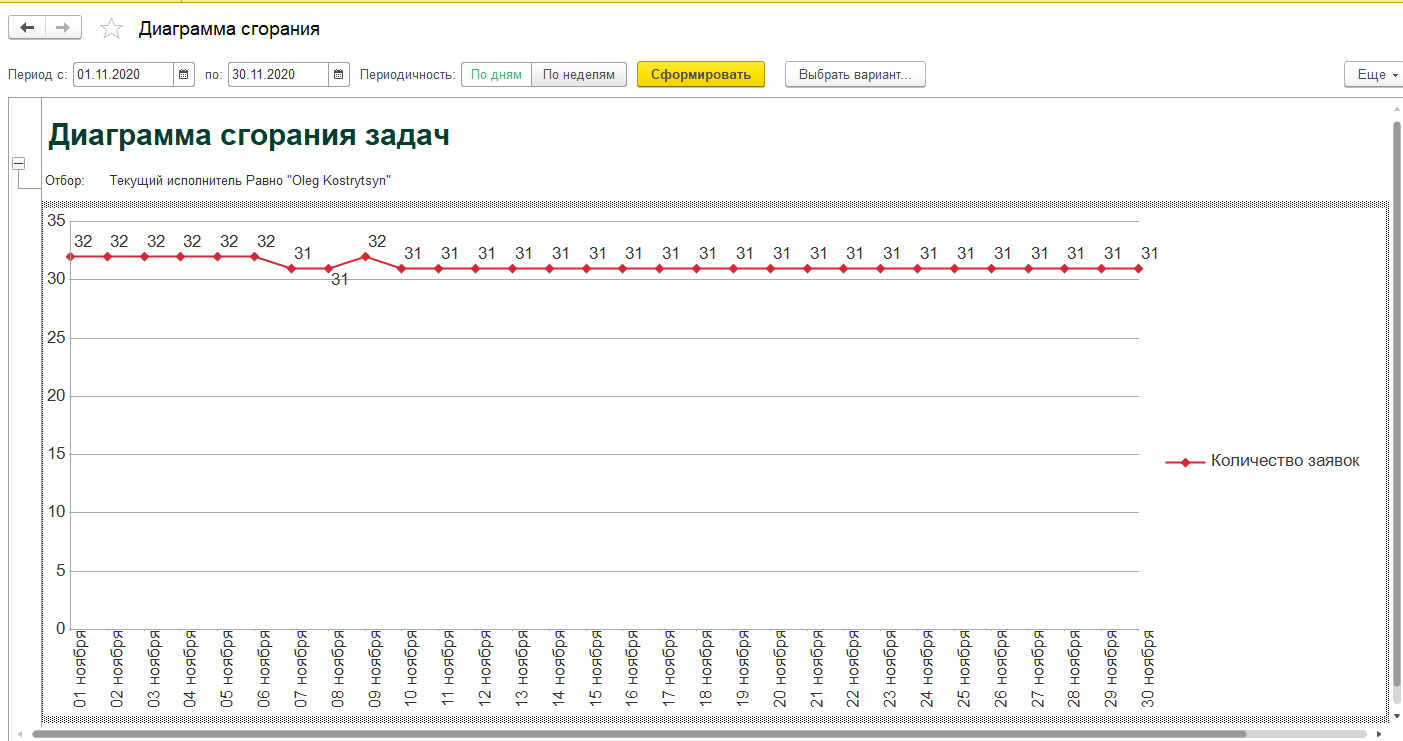 Диаграмма сгорания
Период с: 01.11.2020 по: 30.11.2020 Периодичность: По дням По неделям Сформировать Выбрать вариант... Еще
Диаграмма сгорания задач
Отбор: Текущий исполнитель Равно "Oleg Kostrytsyn"
35
32 32 32 32 32 32 31 31 32 31 31 31 31 31 31 31 31 31 31 31 31 31 31 31 31 31 31 31 31 31
30
25
20
15
Количество заявок
10
5
0
01 ноября
02 ноября
03 ноября
04 ноября
05 ноября
06 ноября
07 ноября
08 ноября
09 ноября
10 ноября
11 ноября
12 ноября
13 ноября
14 ноября
15 ноября
16 ноября
17 ноября
18 ноября
19 ноября
20 ноября
21 ноября
22 ноября
23 ноября
24 ноября
25 ноября
26 ноября
27 ноября
28 ноября
29 ноября
30 ноября